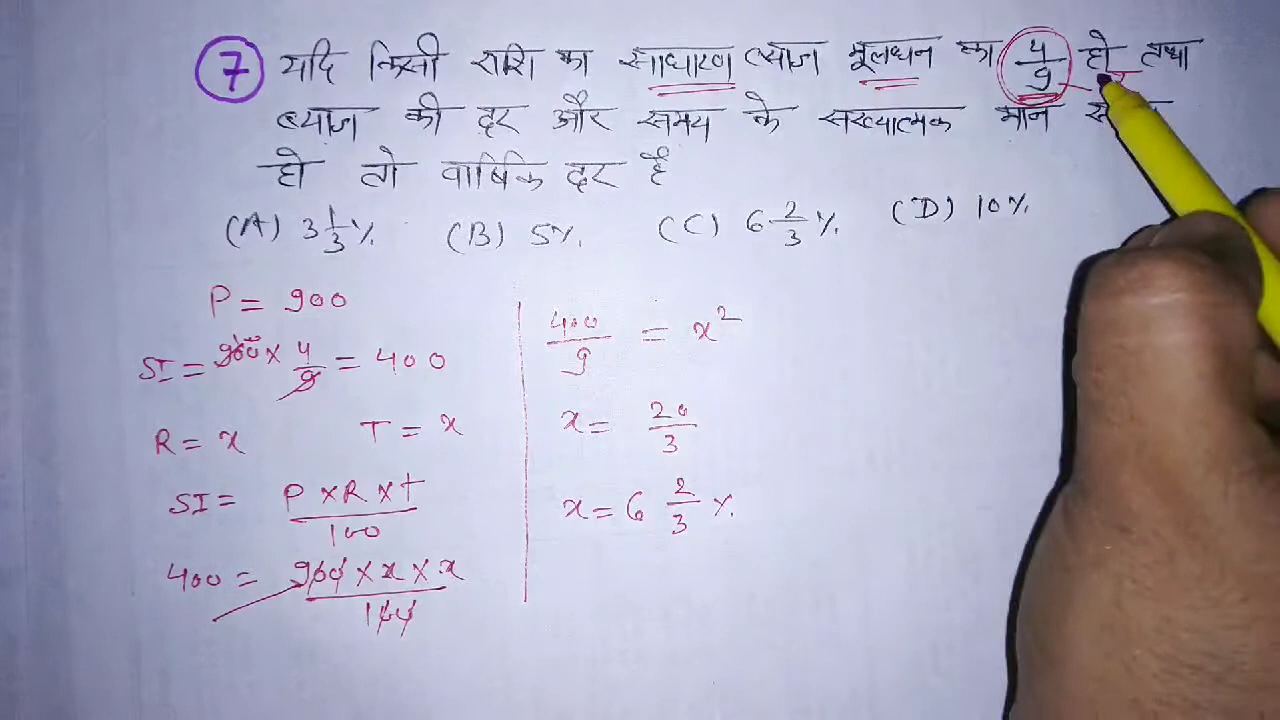 7 यदि किसी राशि का साधारण ब्याज मूलधन का 4/9 हो तथा
ब्याज की दर और समय के संख्यात्मक मान
हो तो वार्षिक दर है
(A) 3 1/3 %. (B) 5%. (C) 6 2/3 %. (D) 10%.
P = 900
SI = 900 × 4/9 = 400
R = x T = x
SI = P × R × t / 100
400 = 900 × x × x / 100
400/9 = x²
x = 20/3
x = 6 2/3 %.